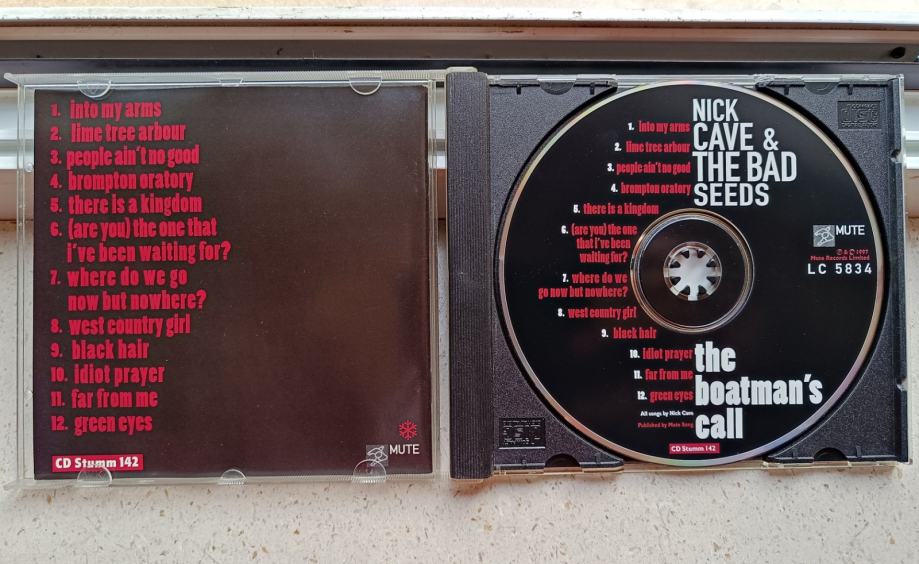 1. into my arms
2. lime tree arbour
3. people ain't no good
4. brompton oratory
5. there is a kingdom
6. (are you) the one that
i've been waiting for?
7. where do we go
now but nowhere?
8. west country girl
9. black hair
10. idiot prayer
11. far from me
12. green eyes
CD Stumm 142
MUTE
NICK
CAVE &
THE BAD
SEEDS
1. into my arms
2. lime tree arbour
3. people ain't no good
4. brompton oratory
5. there is a kingdom
6. (are you) the one
that i've been
waiting for?
7. where do we
go now but nowhere?
8. west country girl
9. black hair
10. idiot prayer
11. far from me
12. green eyes
All songs by Nick Cave
Published by Mute Song
CD Stumm 142
MUTE
℗ & © 1997
Mute Records Limited
LC 5834
the
boatman's
call